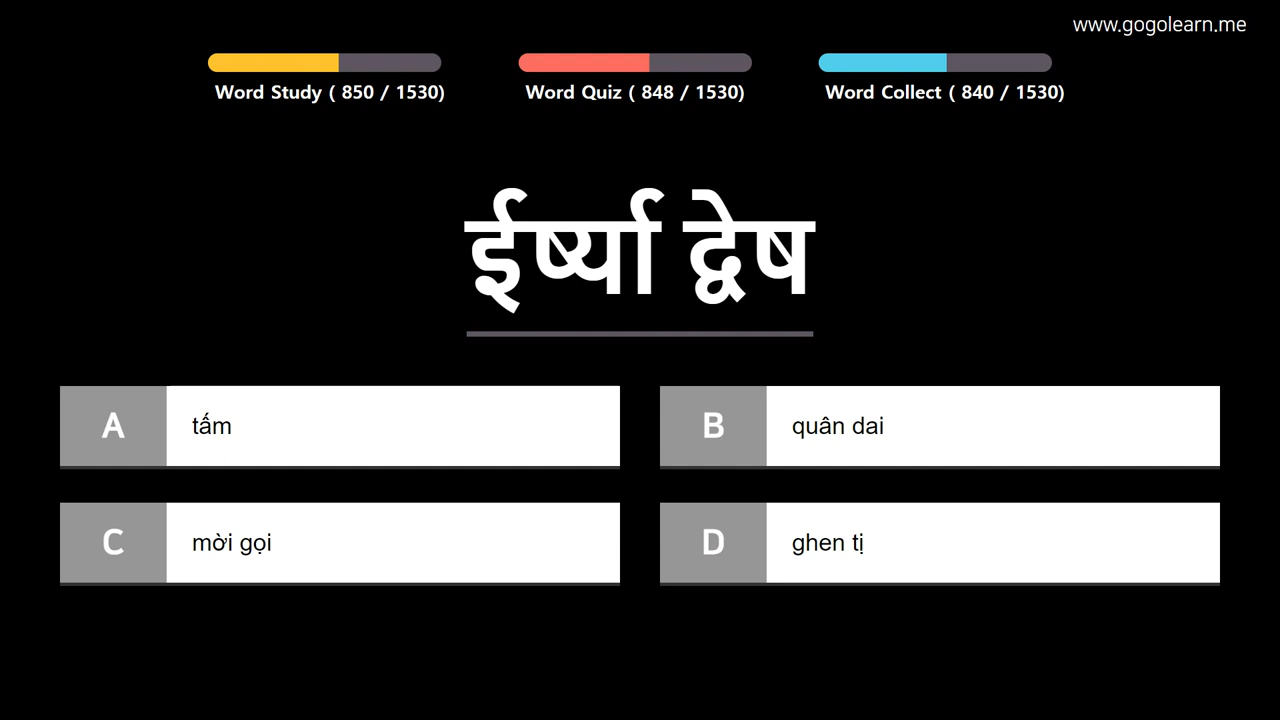 www.gogolearn.me
Word Study ( 850 / 1530)
Word Quiz ( 848 / 1530)
Word Collect ( 840 / 1530)
ईर्ष्या द्वेष
A
tấm
B
quân dai
C
mời gọi
D
ghen tị